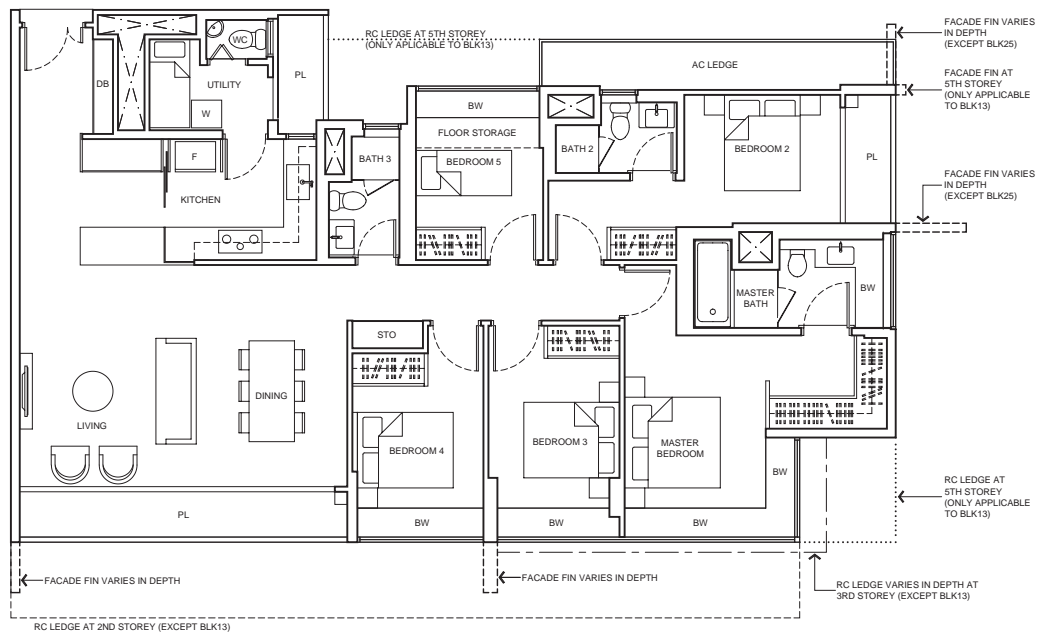 FACADE FIN VARIES
IN DEPTH
(EXCEPT BLK25)
RC LEDGE AT 5TH STOREY
(ONLY APLICABLE TO BLK13)
WC
AC LEDGE
FACADE FIN AT
5TH STOREY
(ONLY APPLICABLE
TO BLK13)
DB
UTILITY
PL
W
BW
FLOOR STORAGE
BATH 2
BEDROOM 2
PL
F
BATH 3
BEDROOM 5
KITCHEN
FACADE FIN VARIES
IN DEPTH
(EXCEPT BLK25)
MASTER
BATH
BW
STO
DINING
LIVING
BEDROOM 4
BEDROOM 3
MASTER
BEDROOM
BW
RC LEDGE AT
5TH STOREY
(ONLY APPLICABLE
TO BLK13)
PL
BW
BW
BW
FACADE FIN VARIES IN DEPTH
FACADE FIN VARIES IN DEPTH
RC LEDGE VARIES IN DEPTH AT
3RD STOREY (EXCEPT BLK13)
RC LEDGE AT 2ND STOREY (EXCEPT BLK13)